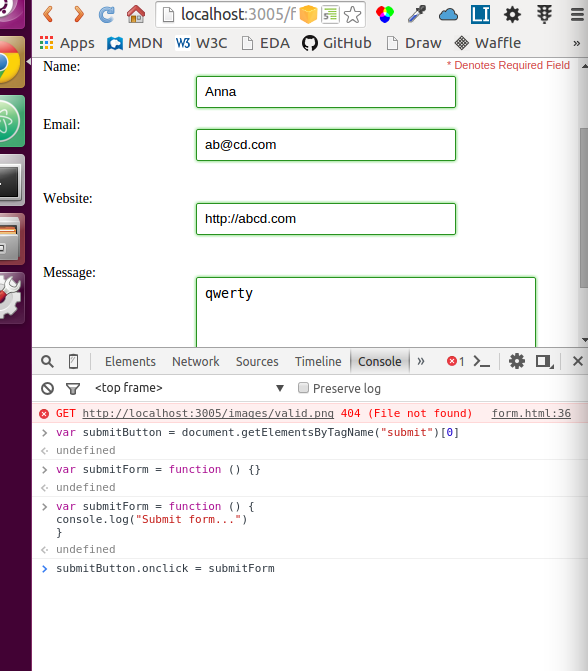 localhost:3005/f
Apps MDN W3C EDA GitHub Draw Waffle »
Name:
* Denotes Required Field
Anna
Email:
ab@cd.com
Website:
http://abcd.com
Message:
qwerty
Elements Network Sources Timeline Console » 1
<top frame> Preserve log
GET http://localhost:3005/images/valid.png 404 (File not found) form.html:36
var submitButton = document.getElementsByTagName("submit")[0]
undefined
var submitForm = function () {}
undefined
var submitForm = function () {
console.log("Submit form...")
}
undefined
submitButton.onclick = submitForm